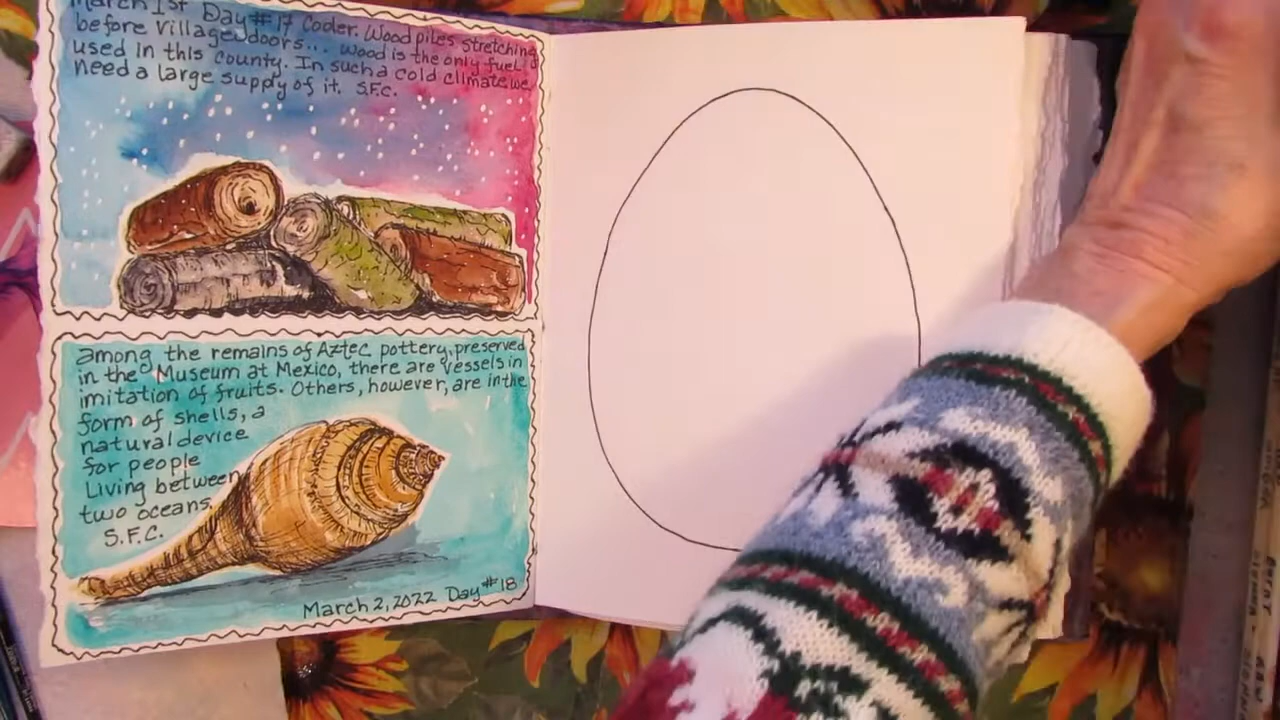 March 1st Day #17 Cooler. Wood piles stretching
before village doors... wood is the only fuel
used in this county. In such a cold climate we
need a large supply of it. S.F.C.
among the remains of Aztec pottery, preserved
in the Museum at Mexico, there are vessels in
imitation of fruits. Others, however, are in the
form of shells, a
natural device
for people
Living between
two oceans.
S.F.C.
March 2, 2022 Day #18